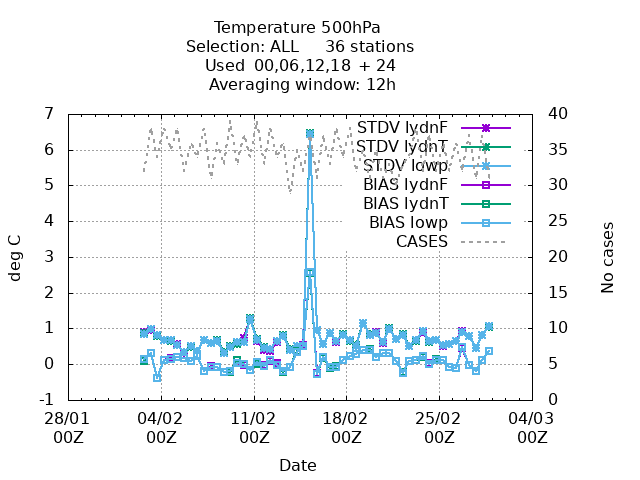 Temperature 500hPa
Selection: ALL 36 stations
Used 00,06,12,18 + 24
Averaging window: 12h
7 40
STDV lydnF
6 35
STDV lydnT
STDV lowp
5 30
BIAS lydnF
BIAS lydnT
4 25
BIAS lowp
CASES
3 20
2 15
1 10
0 5
-1 0
deg C
No cases
28/01 04/02 11/02 18/02 25/02 04/03
00Z 00Z 00Z 00Z 00Z 00Z
Date